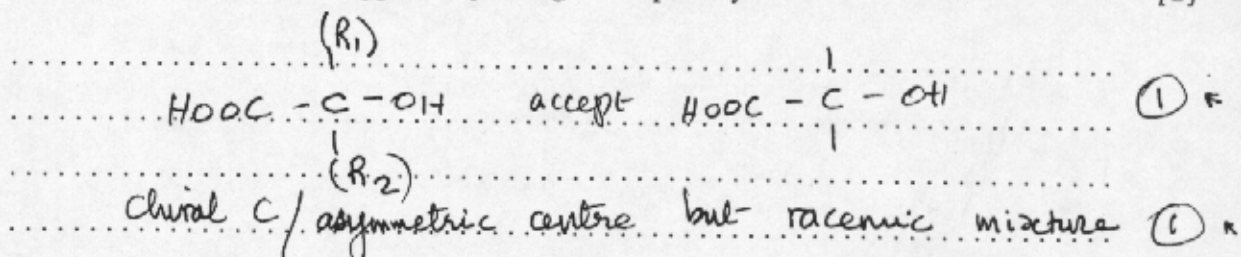 (R1)
HOOC - C - OH accept HOOC - C - OH 1
(R2)
Chiral C / asymmetric centre but racemic mixture 1